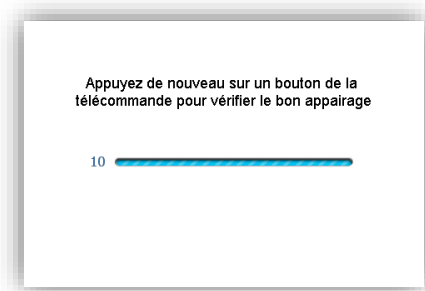 Appuyez de nouveau sur un bouton de la
télécommande pour vérifier le bon appairage
10